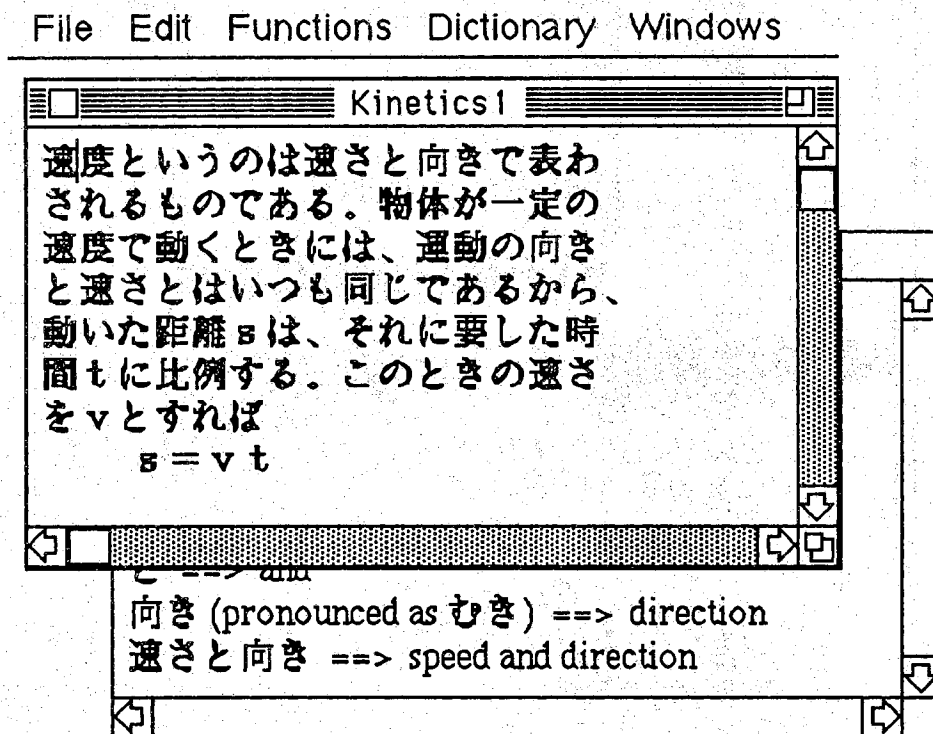 File Edit Functions Dictionary Windows
Kinetics1
速度というのは速さと向きで表わ
されるものである。物体が一定の
速度で動くときには、運動の向き
と速さとはいつも同じであるから、
動いた距離sは、それに要した時
間tに比例する。このときの速さ
をvとすれば
s=vt
と ==> and
向き (pronounced as むき) ==> direction
速さと向き ==> speed and direction